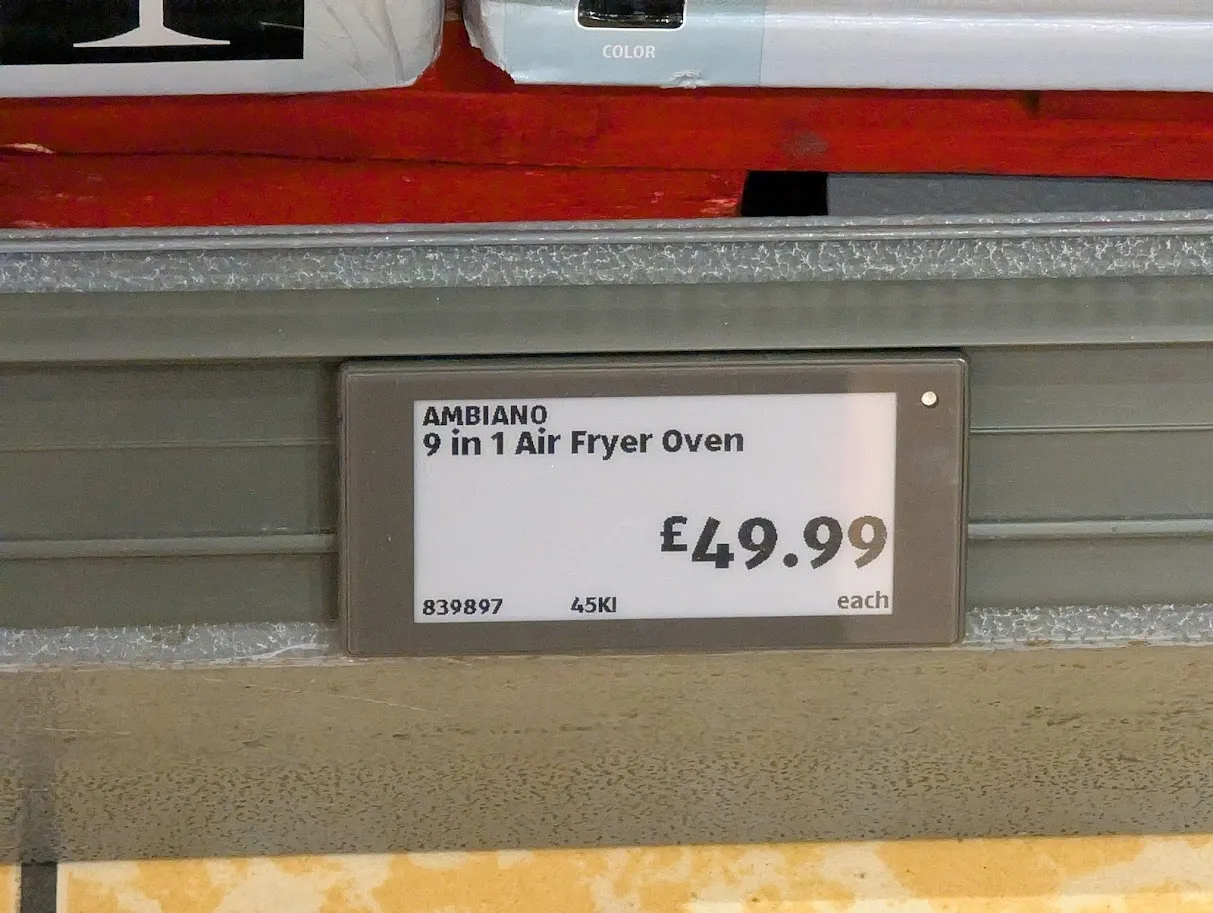 COLOR
AMBIANO
9 in 1 Air Fryer Oven
£49.99
839897 45KI each